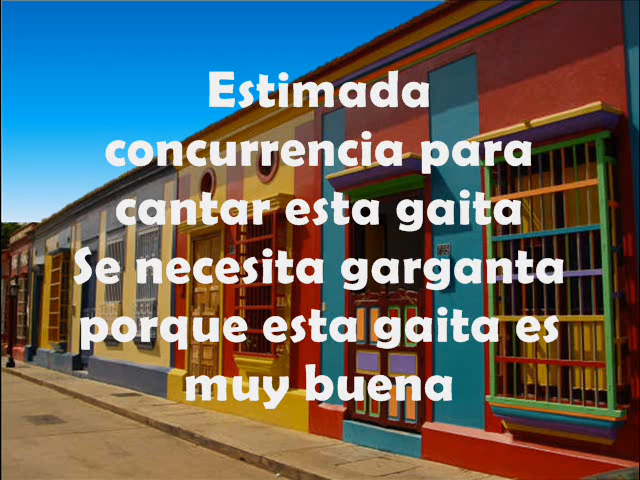 Estimada
concurrencia para
cantar esta gaita
Se necesita garganta
porque esta gaita es
muy buena